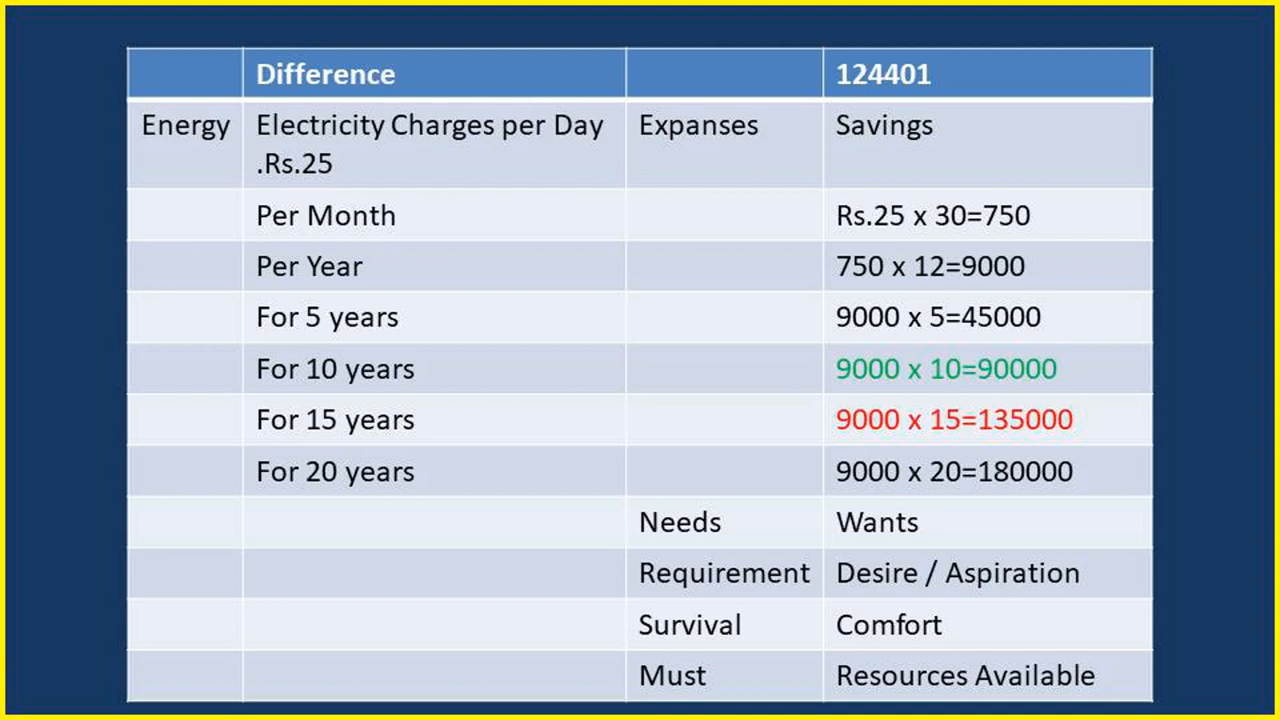 Difference 124401
Energy Electricity Charges per Day Expanses Savings
.Rs.25
Per Month Rs.25 x 30=750
Per Year 750 x 12=9000
For 5 years 9000 x 5=45000
For 10 years 9000 x 10=90000
For 15 years 9000 x 15=135000
For 20 years 9000 x 20=180000
Needs Wants
Requirement Desire / Aspiration
Survival Comfort
Must Resources Available